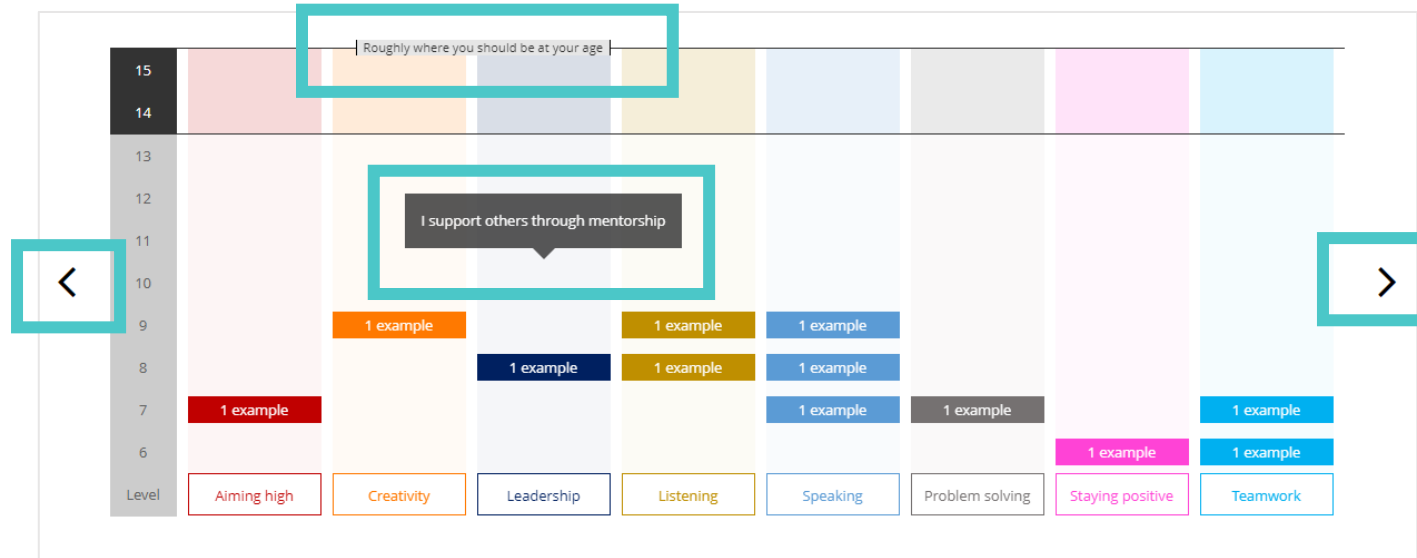 Roughly where you should be at your age
15
14
13
12
I support others through mentorship
11
10
9 1 example 1 example 1 example
8 1 example 1 example 1 example
7 1 example 1 example 1 example 1 example
6 1 example 1 example
Level Aiming high Creativity Leadership Listening Speaking Problem solving Staying positive Teamwork